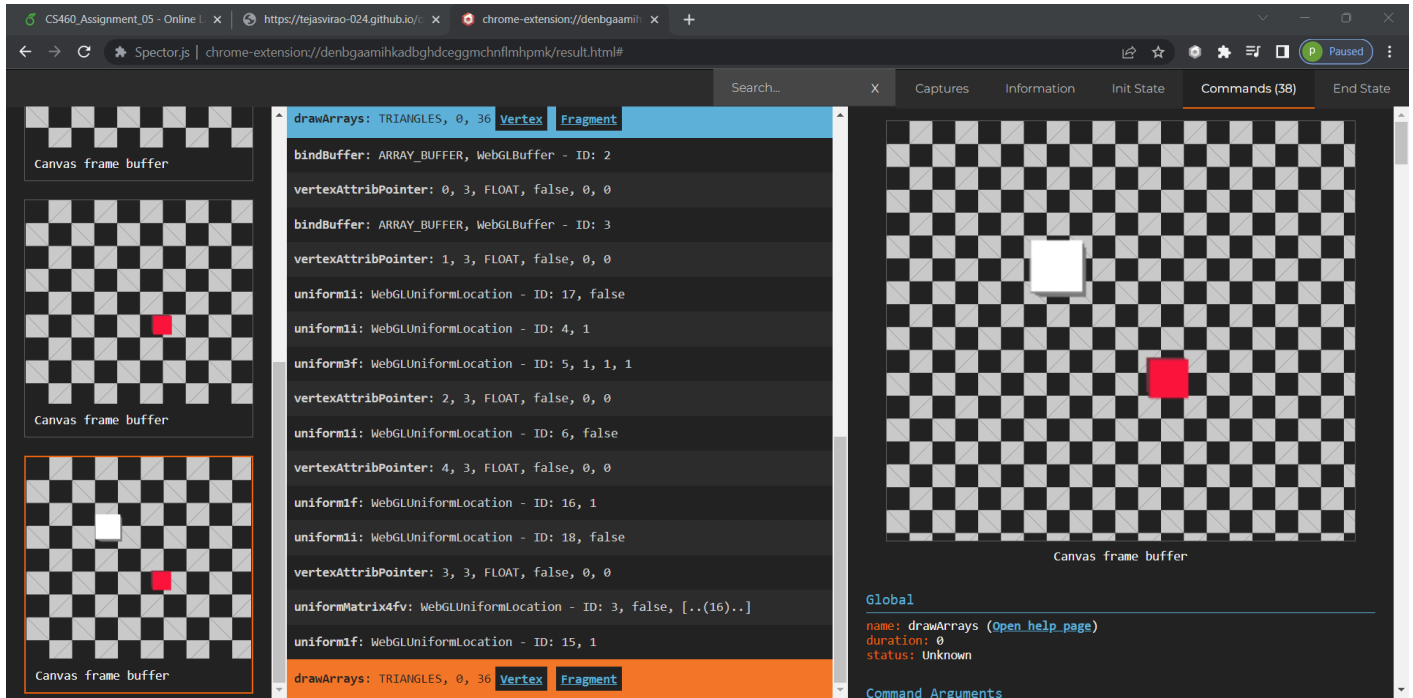 CS460_Assignment_05 - Online L
https://tejasvirao-024.github.io/c
chrome-extension://denbgaamih
Spector.js | chrome-extension://denbgaamihkadbghdceggmchnflmhpmk/result.html#
P Paused
Search... X
Captures
Information
Init State
Commands (38)
End State
Canvas frame buffer
Canvas frame buffer
Canvas frame buffer
drawArrays: TRIANGLES, 0, 36 Vertex Fragment
bindBuffer: ARRAY_BUFFER, WebGLBuffer - ID: 2
vertexAttribPointer: 0, 3, FLOAT, false, 0, 0
bindBuffer: ARRAY_BUFFER, WebGLBuffer - ID: 3
vertexAttribPointer: 1, 3, FLOAT, false, 0, 0
uniform1i: WebGLUniformLocation - ID: 17, false
uniform1i: WebGLUniformLocation - ID: 4, 1
uniform3f: WebGLUniformLocation - ID: 5, 1, 1, 1
vertexAttribPointer: 2, 3, FLOAT, false, 0, 0
uniform1i: WebGLUniformLocation - ID: 6, false
vertexAttribPointer: 4, 3, FLOAT, false, 0, 0
uniform1f: WebGLUniformLocation - ID: 16, 1
uniform1i: WebGLUniformLocation - ID: 18, false
vertexAttribPointer: 3, 3, FLOAT, false, 0, 0
uniformMatrix4fv: WebGLUniformLocation - ID: 3, false, [..(16)..]
uniform1f: WebGLUniformLocation - ID: 15, 1
drawArrays: TRIANGLES, 0, 36 Vertex Fragment
Canvas frame buffer
Global
name: drawArrays (Open help page)
duration: 0
status: Unknown
Command Arguments